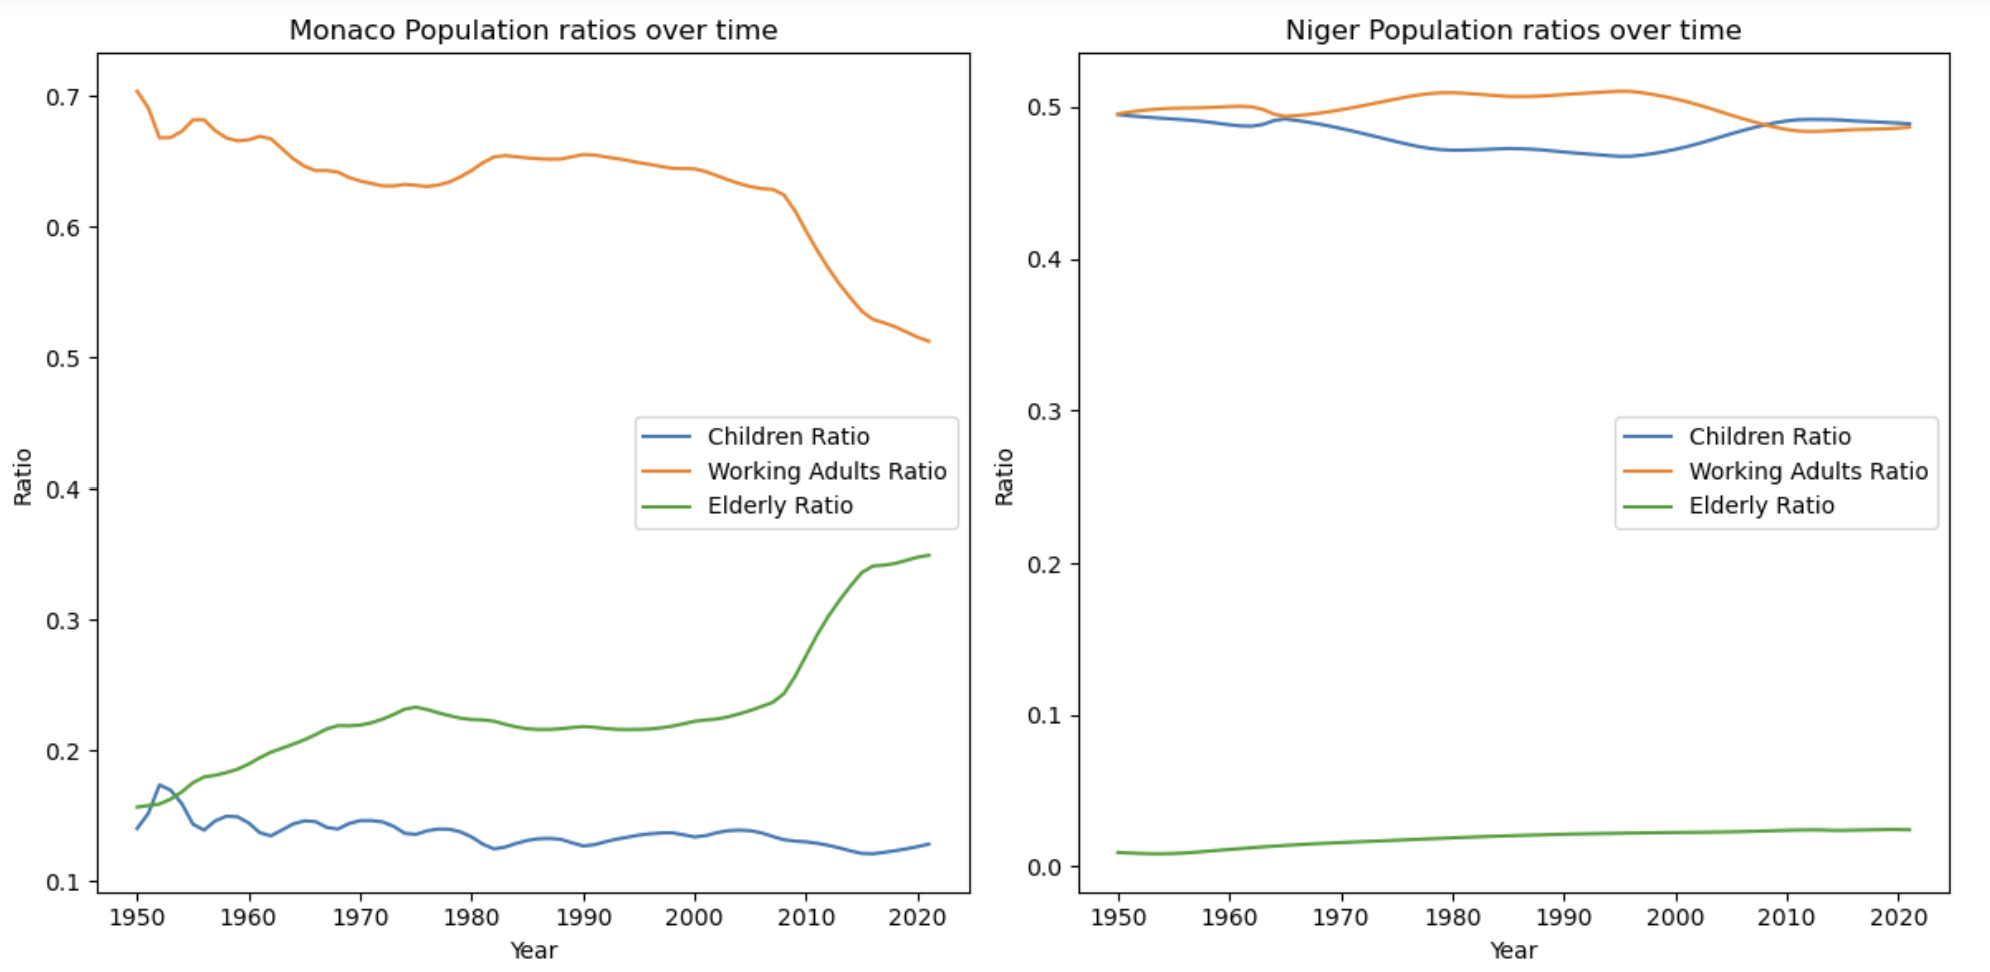 Monaco Population ratios over time
0.7
0.6
0.5
0.4
0.3
0.2
0.1
Ratio
Children Ratio
Working Adults Ratio
Elderly Ratio
1950 1960 1970 1980 1990 2000 2010 2020
Year
Niger Population ratios over time
0.5
0.4
0.3
0.2
0.1
0.0
Ratio
Children Ratio
Working Adults Ratio
Elderly Ratio
1950 1960 1970 1980 1990 2000 2010 2020
Year